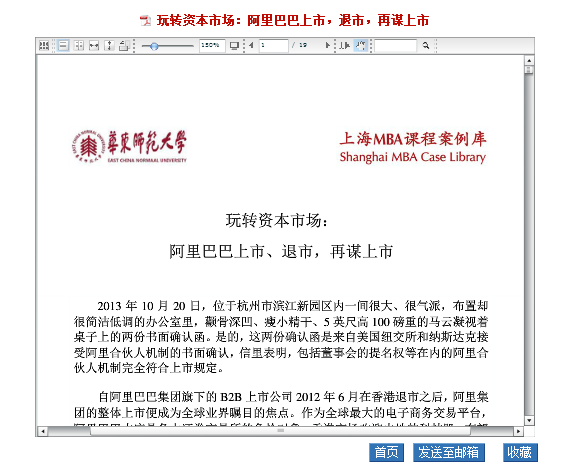 玩转资本市场：阿里巴巴上市，退市，再谋上市
150% 1 / 19
華東師範大學
EAST CHINA NORMAL UNIVERSITY
上海MBA课程案例库
Shanghai MBA Case Library
玩转资本市场：
阿里巴巴上市、退市，再谋上市
2013 年 10 月 20 日，位于杭州市滨江新园区内一间很大、很气派，布置却
很简洁低调的办公室里，颧骨深凹、瘦小精干、5 英尺高 100 磅重的马云凝视着
桌子上的两份书面确认函。是的，这两份确认函是来自美国纽交所和纳斯达克接
受阿里合伙人机制的书面确认，信里表明，包括董事会的提名权等在内的阿里合
伙人机制完全符合上市规定。
自阿里巴巴集团旗下的 B2B 上市公司 2012 年 6 月在香港退市之后，阿里集
团的整体上市便成为全球业界瞩目的焦点。作为全球最大的电子商务交易平台，
首页 发送至邮箱 收藏